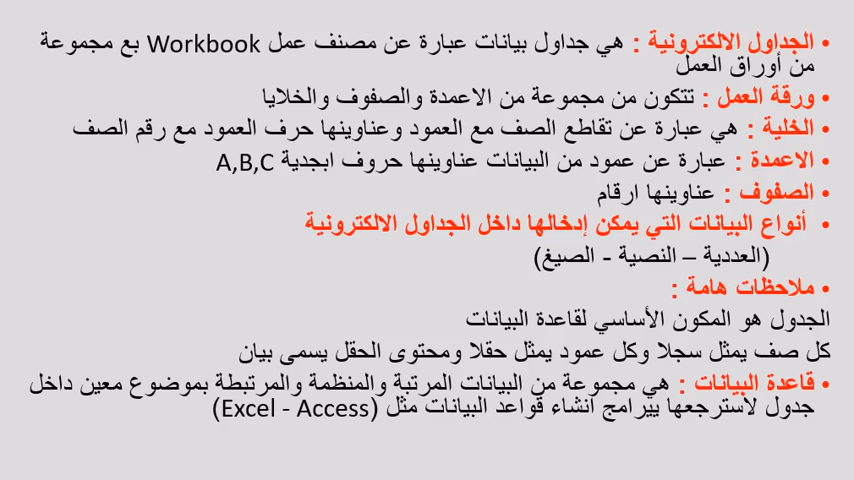 • الجداول الالكترونية : هي جداول بيانات عبارة عن مصنف عمل Workbook بع مجموعة
من أوراق العمل
• ورقة العمل : تتكون من مجموعة من الاعمدة والصفوف والخلايا
• الخلية : هي عبارة عن تقاطع الصف مع العمود وعناوينها حرف العمود مع رقم الصف
• الاعمدة : عبارة عن عمود من البيانات عناوينها حروف ابجدية A,B,C
• الصفوف : عناوينها ارقام
• أنواع البيانات التي يمكن إدخالها داخل الجداول الالكترونية
(العددية – النصية - الصيغ)
• ملاحظات هامة :
الجدول هو المكون الأساسي لقاعدة البيانات
كل صف يمثل سجلا وكل عمود يمثل حقلا ومحتوى الحقل يسمى بيان
• قاعدة البيانات : هي مجموعة من البيانات المرتبة والمنظمة والمرتبطة بموضوع معين داخل
جدول لاسترجعها ببرامج انشاء قواعد البيانات مثل (Excel - Access)